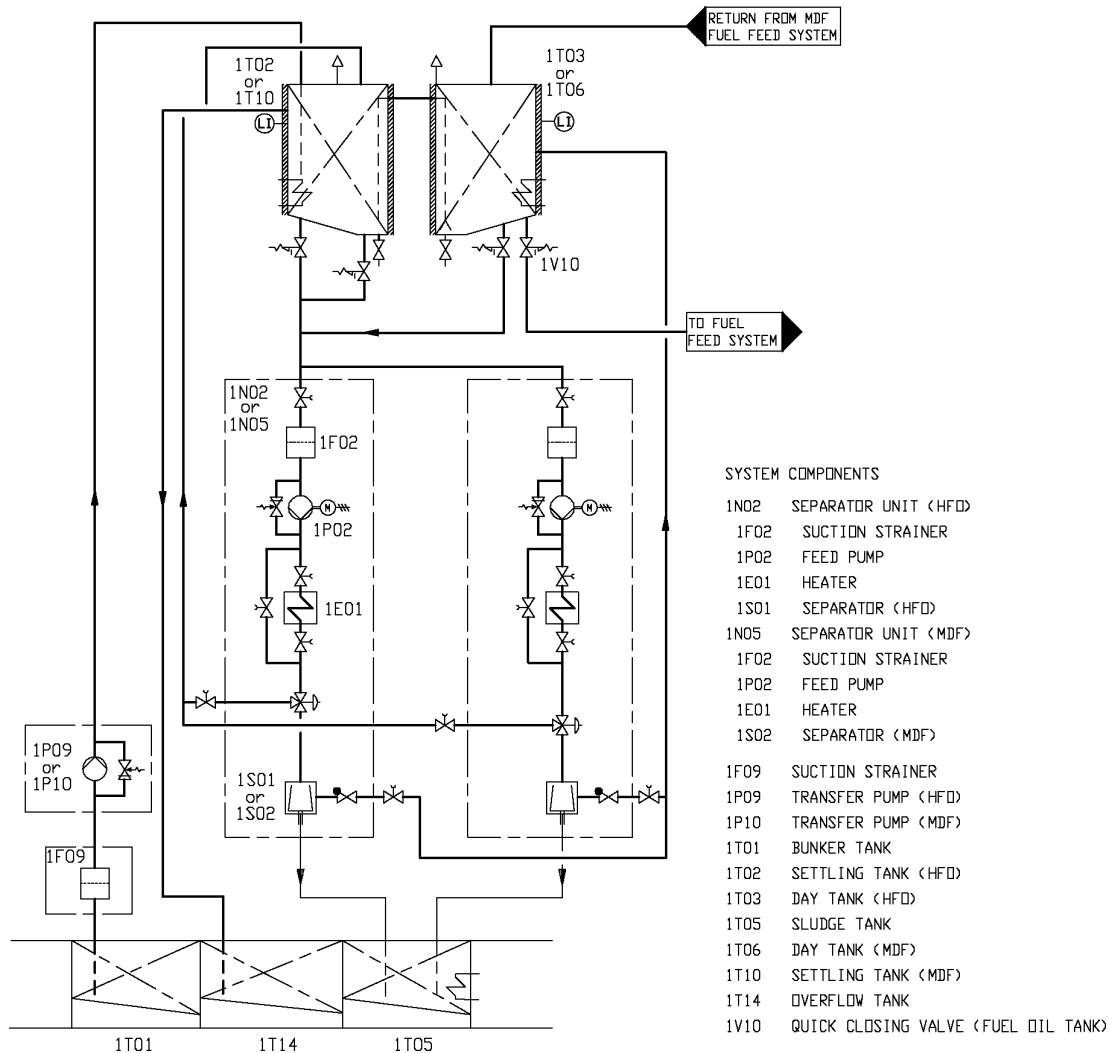 RETURN FROM MDF
FUEL FEED SYSTEM
1T02
or
1T10
1T03
or
1T06
LI
LI
1V10
TO FUEL
FEED SYSTEM
1N02
or
1N05
1F02
1P02
M
M
1E01
1P09
or
1P10
1S01
or
1S02
1F09
1T01
1T14
1T05
SYSTEM COMPONENTS
1N02 SEPARATOR UNIT (HFO)
1F02 SUCTION STRAINER
1P02 FEED PUMP
1E01 HEATER
1S01 SEPARATOR (HFO)
1N05 SEPARATOR UNIT (MDF)
1F02 SUCTION STRAINER
1P02 FEED PUMP
1E01 HEATER
1S02 SEPARATOR (MDF)
1F09 SUCTION STRAINER
1P09 TRANSFER PUMP (HFO)
1P10 TRANSFER PUMP (MDF)
1T01 BUNKER TANK
1T02 SETTLING TANK (HFO)
1T03 DAY TANK (HFO)
1T05 SLUDGE TANK
1T06 DAY TANK (MDF)
1T10 SETTLING TANK (MDF)
1T14 OVERFLOW TANK
1V10 QUICK CLOSING VALVE (FUEL OIL TANK)